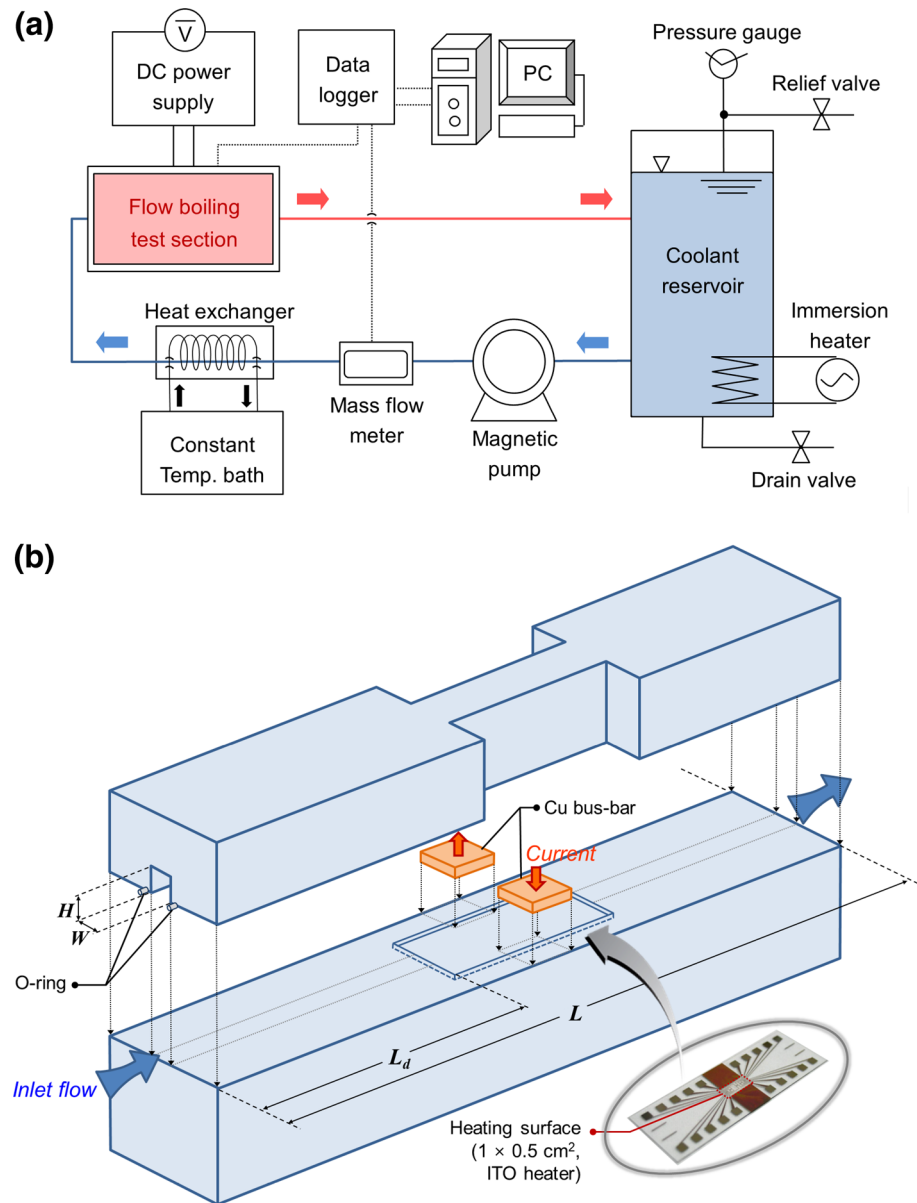 (a)
V
DC power
supply
Data
logger
PC
Pressure gauge
Relief valve
Flow boiling
test section
Coolant
reservoir
Heat exchanger
Immersion
heater
Mass flow
meter
Magnetic
pump
Constant
Temp. bath
Drain valve
(b)
Cu bus-bar
Current
H
W
O-ring
L
L_d
Inlet flow
Heating surface
(1 × 0.5 cm²,
ITO heater)